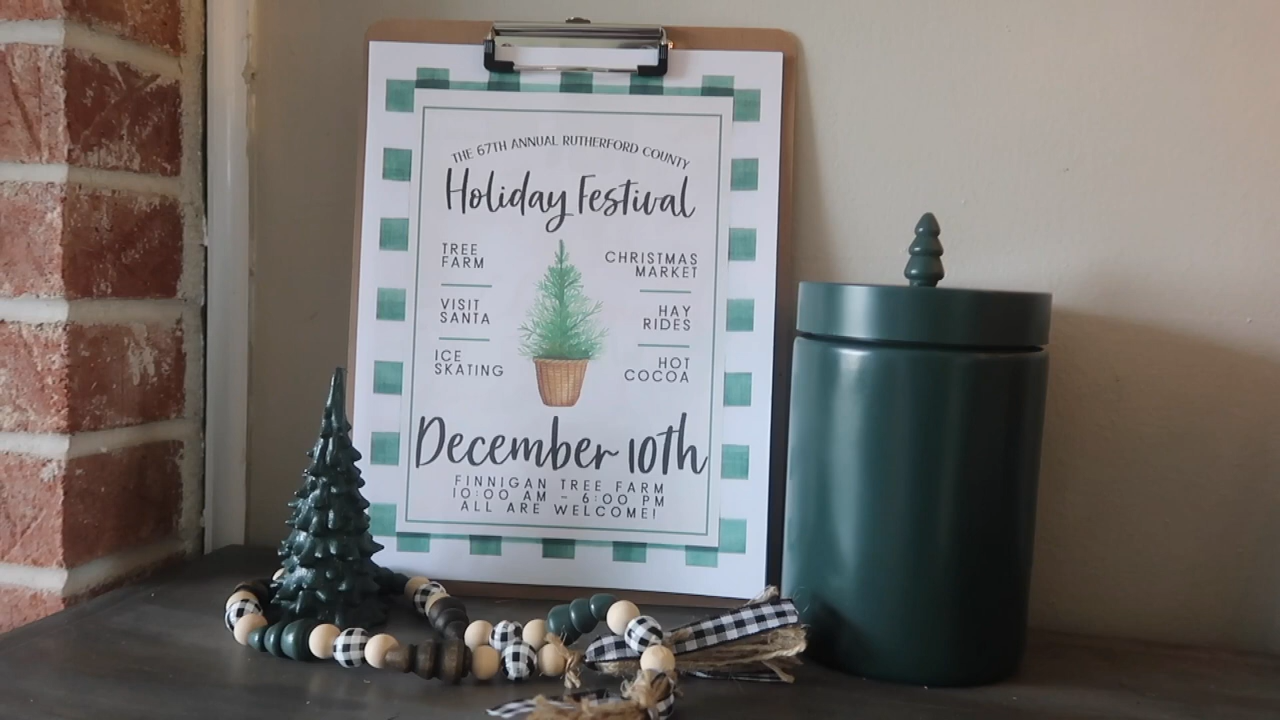 THE 67TH ANNUAL RUTHERFORD COUNTY
Holiday Festival
TREE
FARM
VISIT
SANTA
ICE
SKATING
CHRISTMAS
MARKET
HAY
RIDES
HOT
COCOA
December 10th
FINNIGAN TREE FARM
10:00 AM - 6:00 PM
ALL ARE WELCOME!